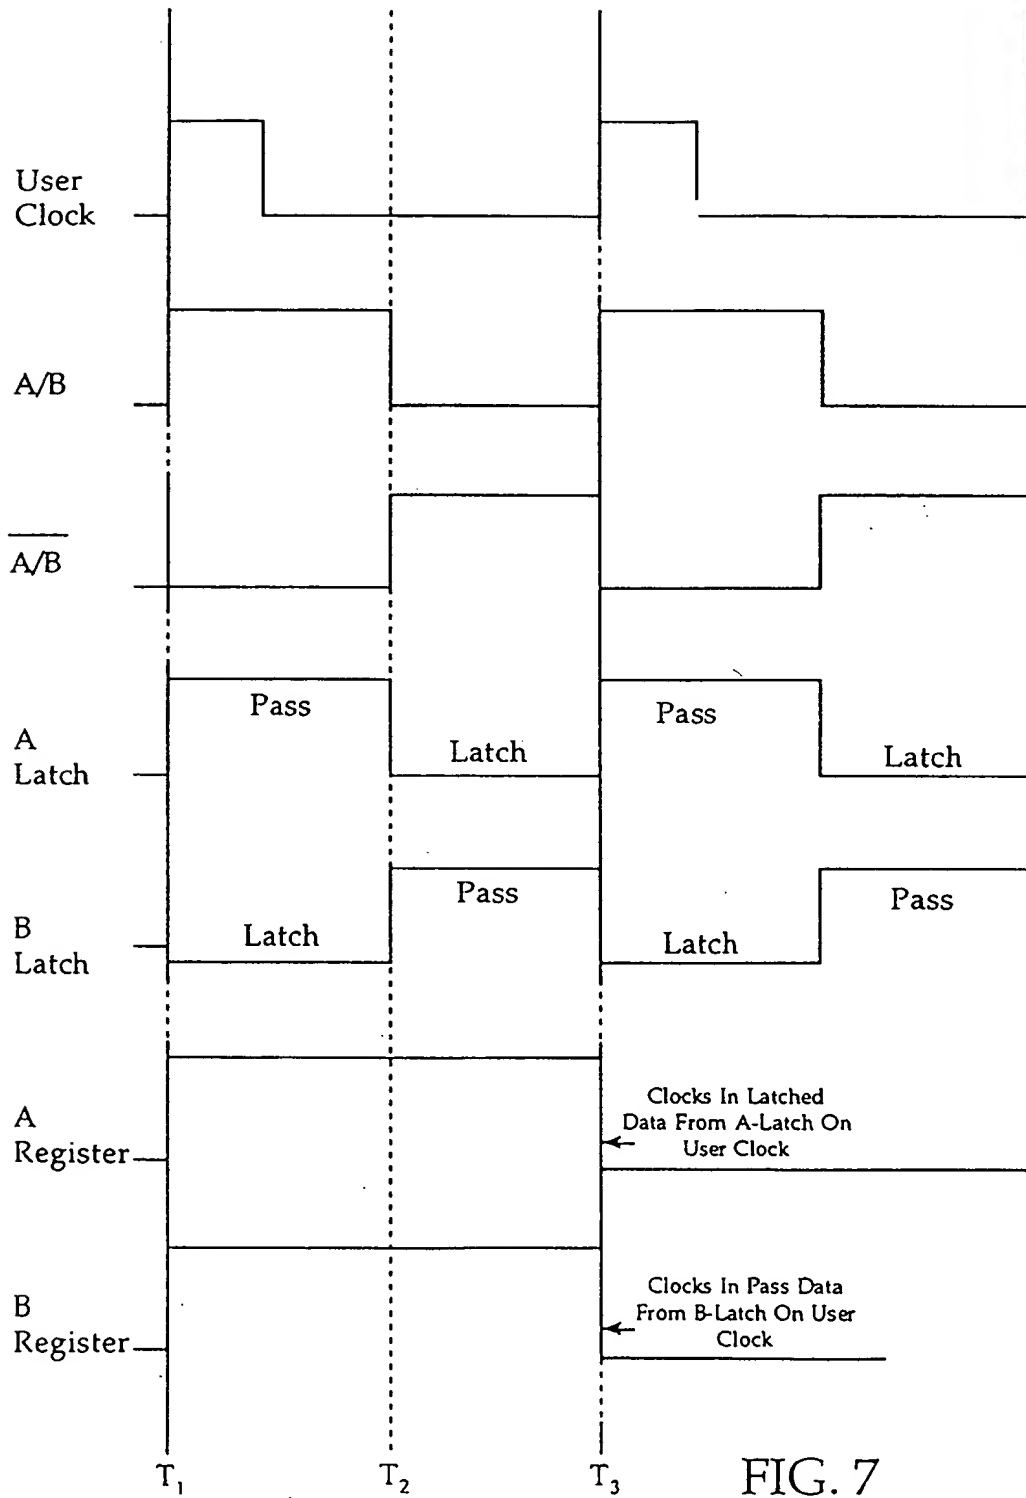 User
Clock
A/B
A/B
A
Latch
Pass
Latch
Pass
Latch
B
Latch
Latch
Pass
Latch
Pass
A
Register
Clocks In Latched
Data From A-Latch On
User Clock
B
Register
Clocks In Pass Data
From B-Latch On User
Clock
T₁
T₂
T₃
FIG. 7